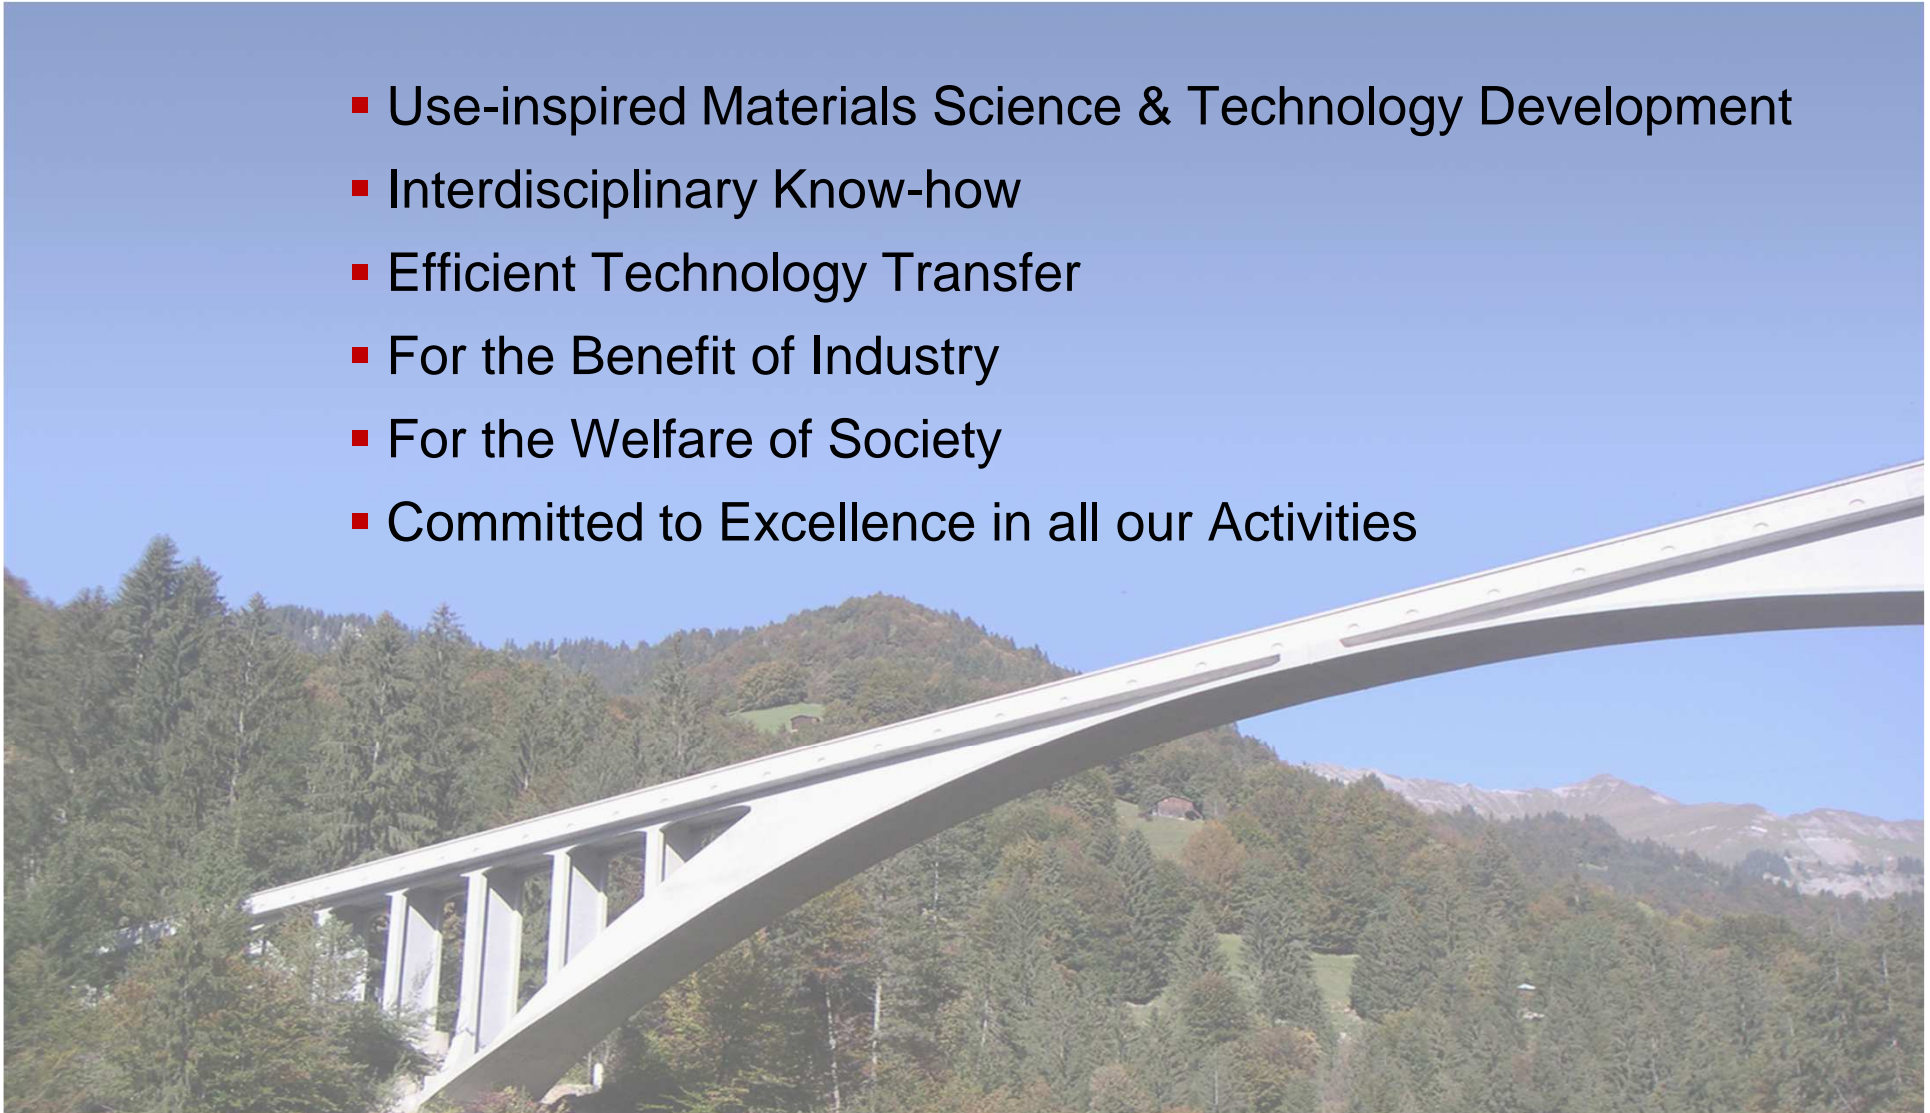 Use-inspired Materials Science & Technology Development
Interdisciplinary Know-how
Efficient Technology Transfer
For the Benefit of Industry
For the Welfare of Society
Committed to Excellence in all our Activities